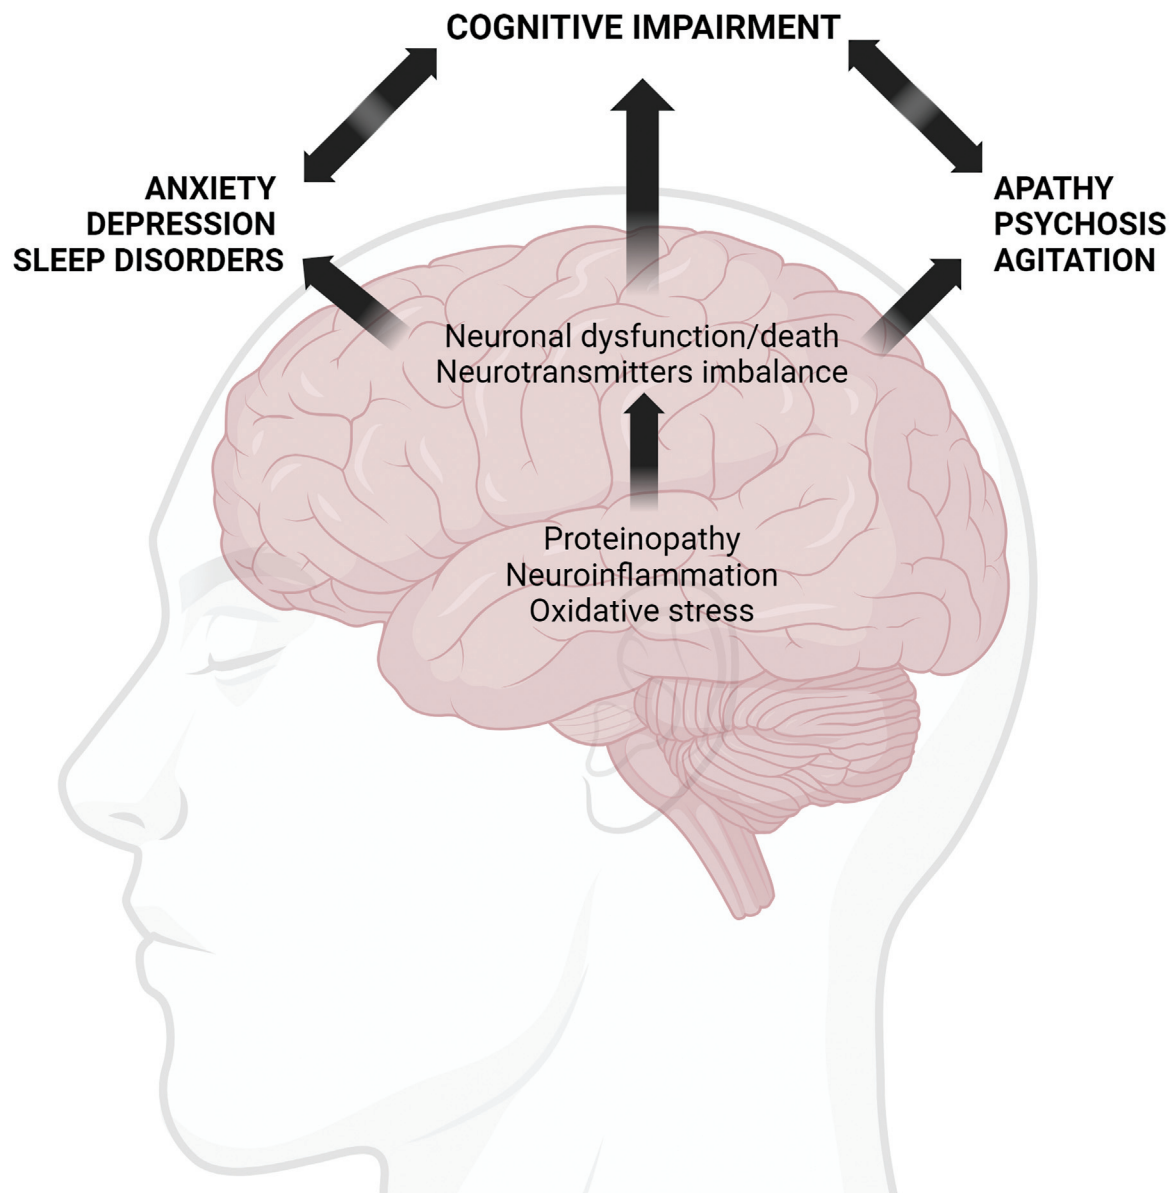 COGNITIVE IMPAIRMENT
ANXIETY
DEPRESSION
SLEEP DISORDERS
APATHY
PSYCHOSIS
AGITATION
Neuronal dysfunction/death
Neurotransmitters imbalance
Proteinopathy
Neuroinflammation
Oxidative stress